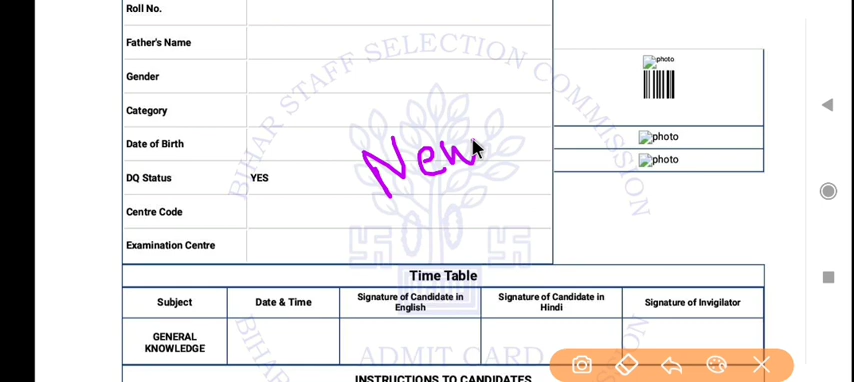 Roll No.
Father's Name
Gender
Category
Date of Birth
DQ Status YES
Centre Code
Examination Centre
photo
photo
photo
BIHAR STAFF SELECTION COMMISSION
New
Time Table
Subject Date & Time Signature of Candidate in English Signature of Candidate in Hindi Signature of Invigilator
GENERAL KNOWLEDGE
BIHAR
ADMIT CARD
SION
INSTRUCTIONS TO CANDIDATES